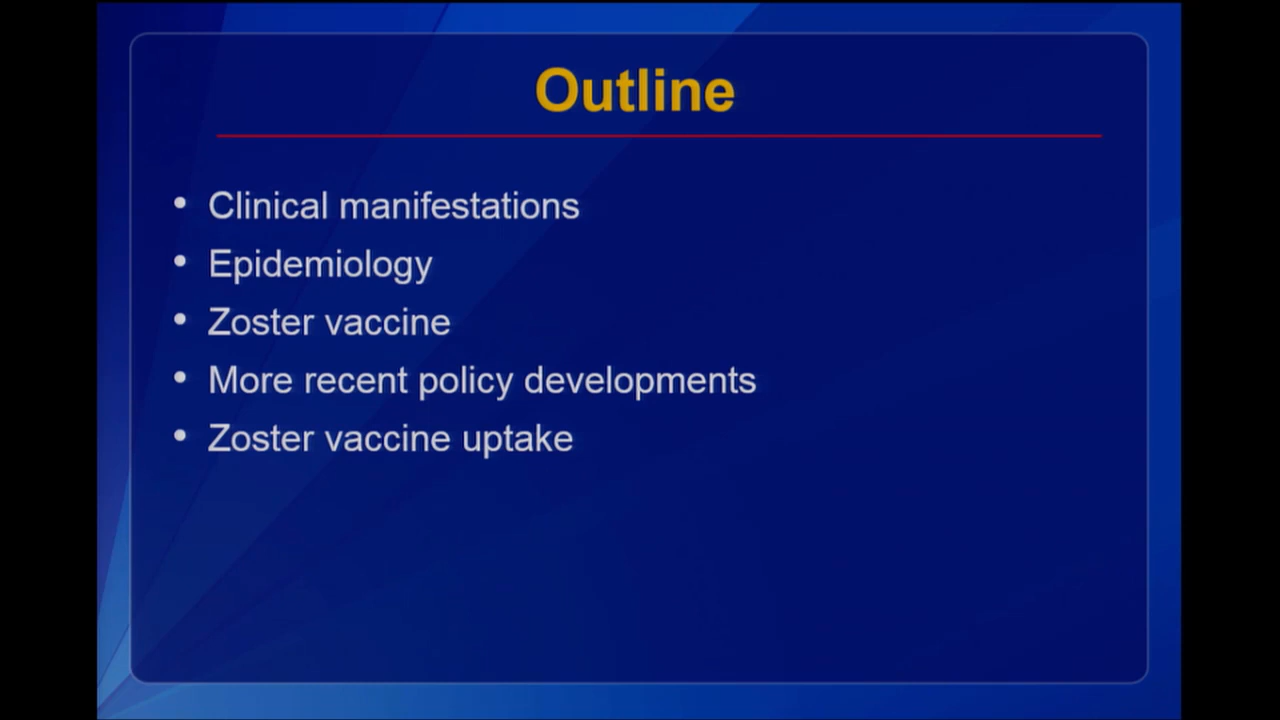 Outline
• Clinical manifestations
• Epidemiology
• Zoster vaccine
• More recent policy developments
• Zoster vaccine uptake